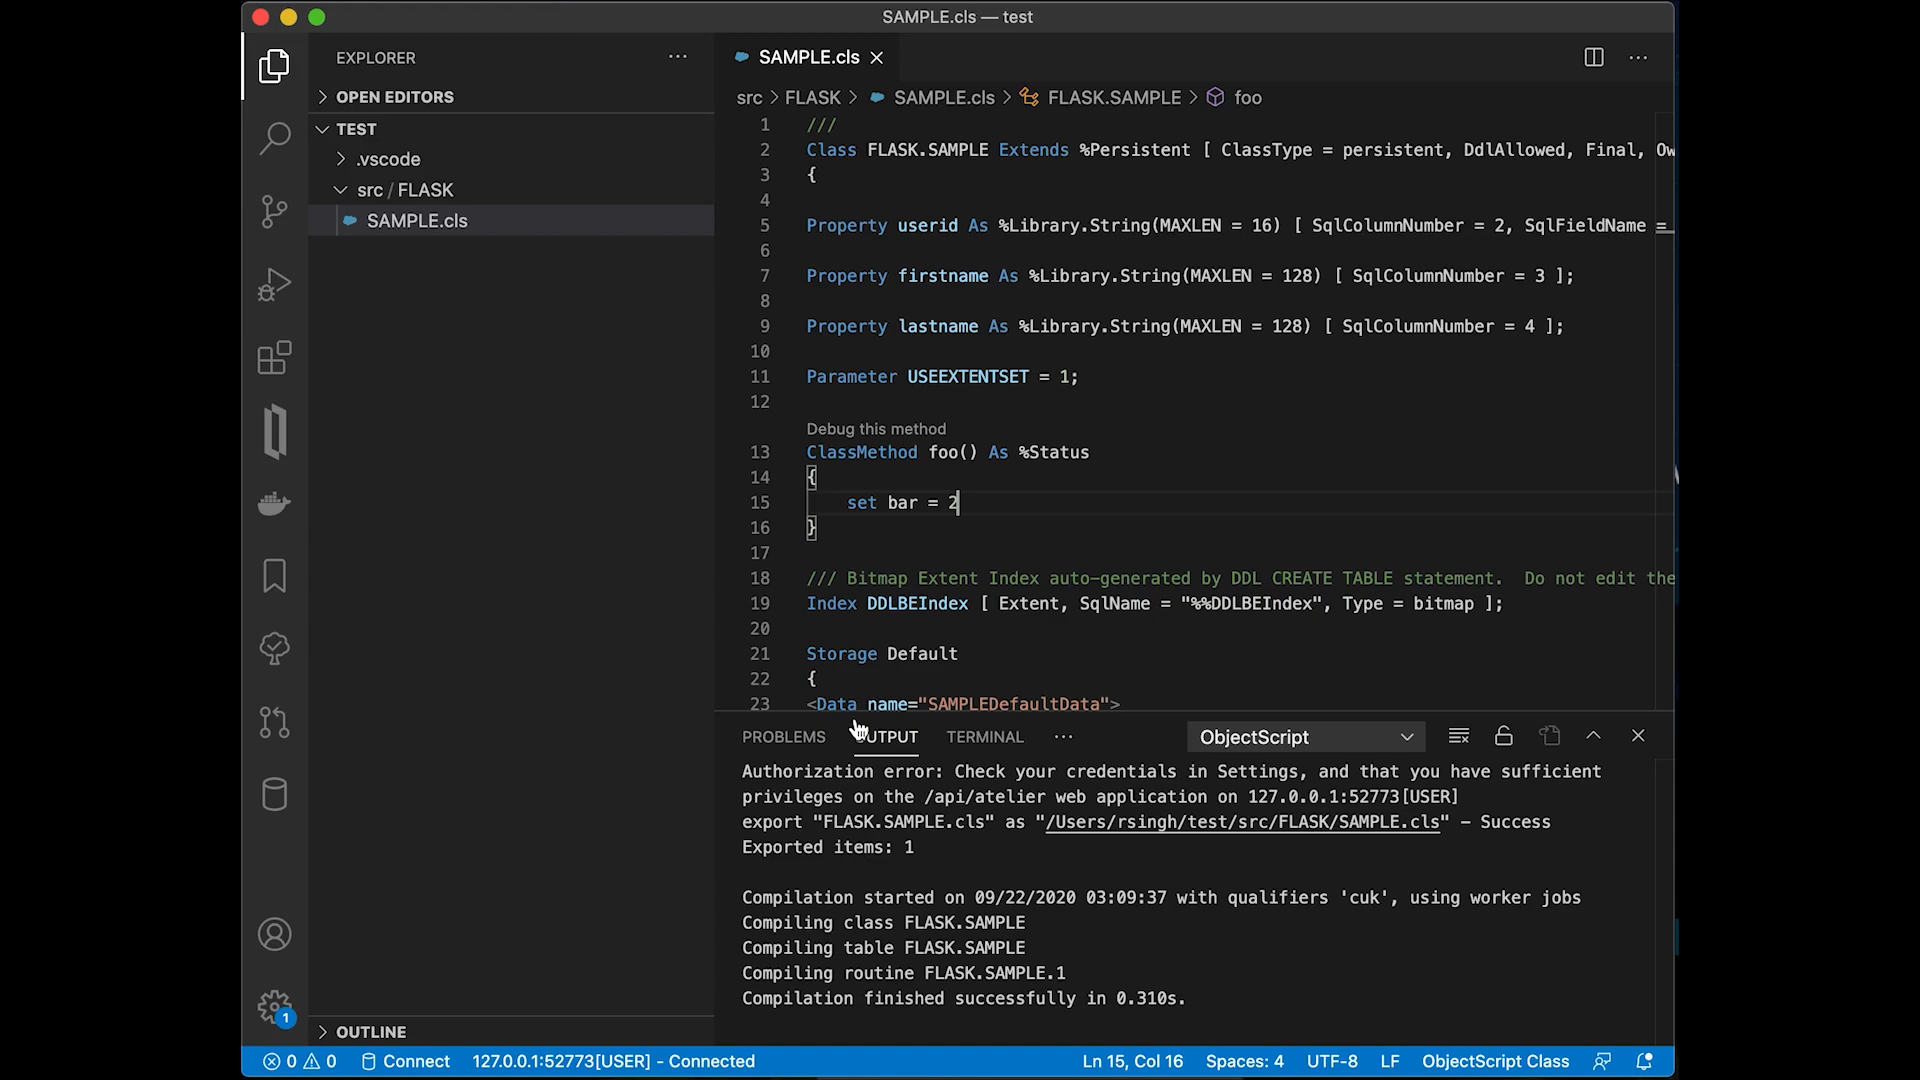 SAMPLE.cls — test
EXPLORER
SAMPLE.cls
OPEN EDITORS
src > FLASK > SAMPLE.cls > FLASK.SAMPLE > foo
TEST
.vscode
src / FLASK
SAMPLE.cls
1 ///
2 Class FLASK.SAMPLE Extends %Persistent [ ClassType = persistent, DdlAllowed, Final, Ow
3 {
4
5 Property userid As %Library.String(MAXLEN = 16) [ SqlColumnNumber = 2, SqlFieldName =
6
7 Property firstname As %Library.String(MAXLEN = 128) [ SqlColumnNumber = 3 ];
8
9 Property lastname As %Library.String(MAXLEN = 128) [ SqlColumnNumber = 4 ];
10
11 Parameter USEEXTENTSET = 1;
12
Debug this method
13 ClassMethod foo() As %Status
14 {
15 set bar = 2
16 }
17
18 /// Bitmap Extent Index auto-generated by DDL CREATE TABLE statement.  Do not edit the
19 Index DDLBEIndex [ Extent, SqlName = "%%DDLBEIndex", Type = bitmap ];
20
21 Storage Default
22 {
23 <Data name="SAMPLEDefaultData">
PROBLEMS OUTPUT TERMINAL ObjectScript
Authorization error: Check your credentials in Settings, and that you have sufficient
privileges on the /api/atelier web application on 127.0.0.1:52773[USER]
export "FLASK.SAMPLE.cls" as "/Users/rsingh/test/src/FLASK/SAMPLE.cls" - Success
Exported items: 1
Compilation started on 09/22/2020 03:09:37 with qualifiers 'cuk', using worker jobs
Compiling class FLASK.SAMPLE
Compiling table FLASK.SAMPLE
Compiling routine FLASK.SAMPLE.1
Compilation finished successfully in 0.310s.
1
OUTLINE
0 0 Connect 127.0.0.1:52773[USER] - Connected Ln 15, Col 16 Spaces: 4 UTF-8 LF ObjectScript Class